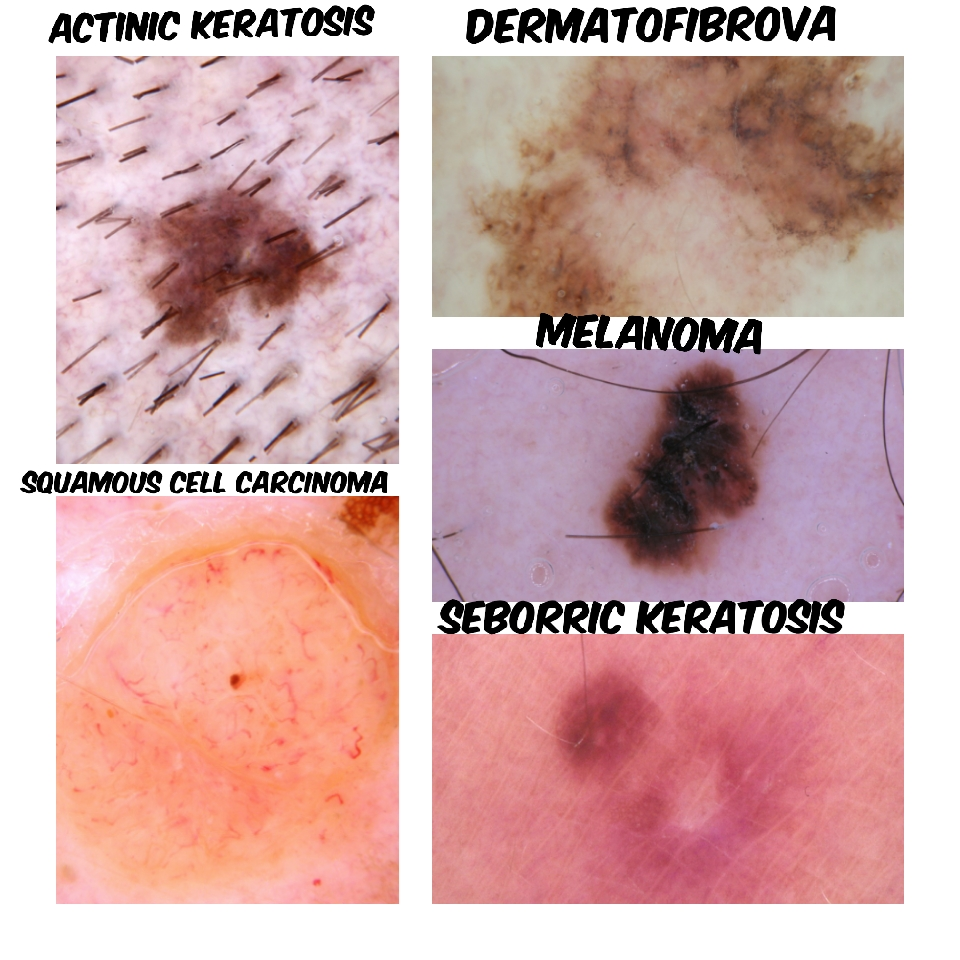 ACTINIC KERATOSIS
DERMATOFIBROVA
MELANOMA
SQUAMOUS CELL CARCINOMA
SEBORRIC KERATOSIS